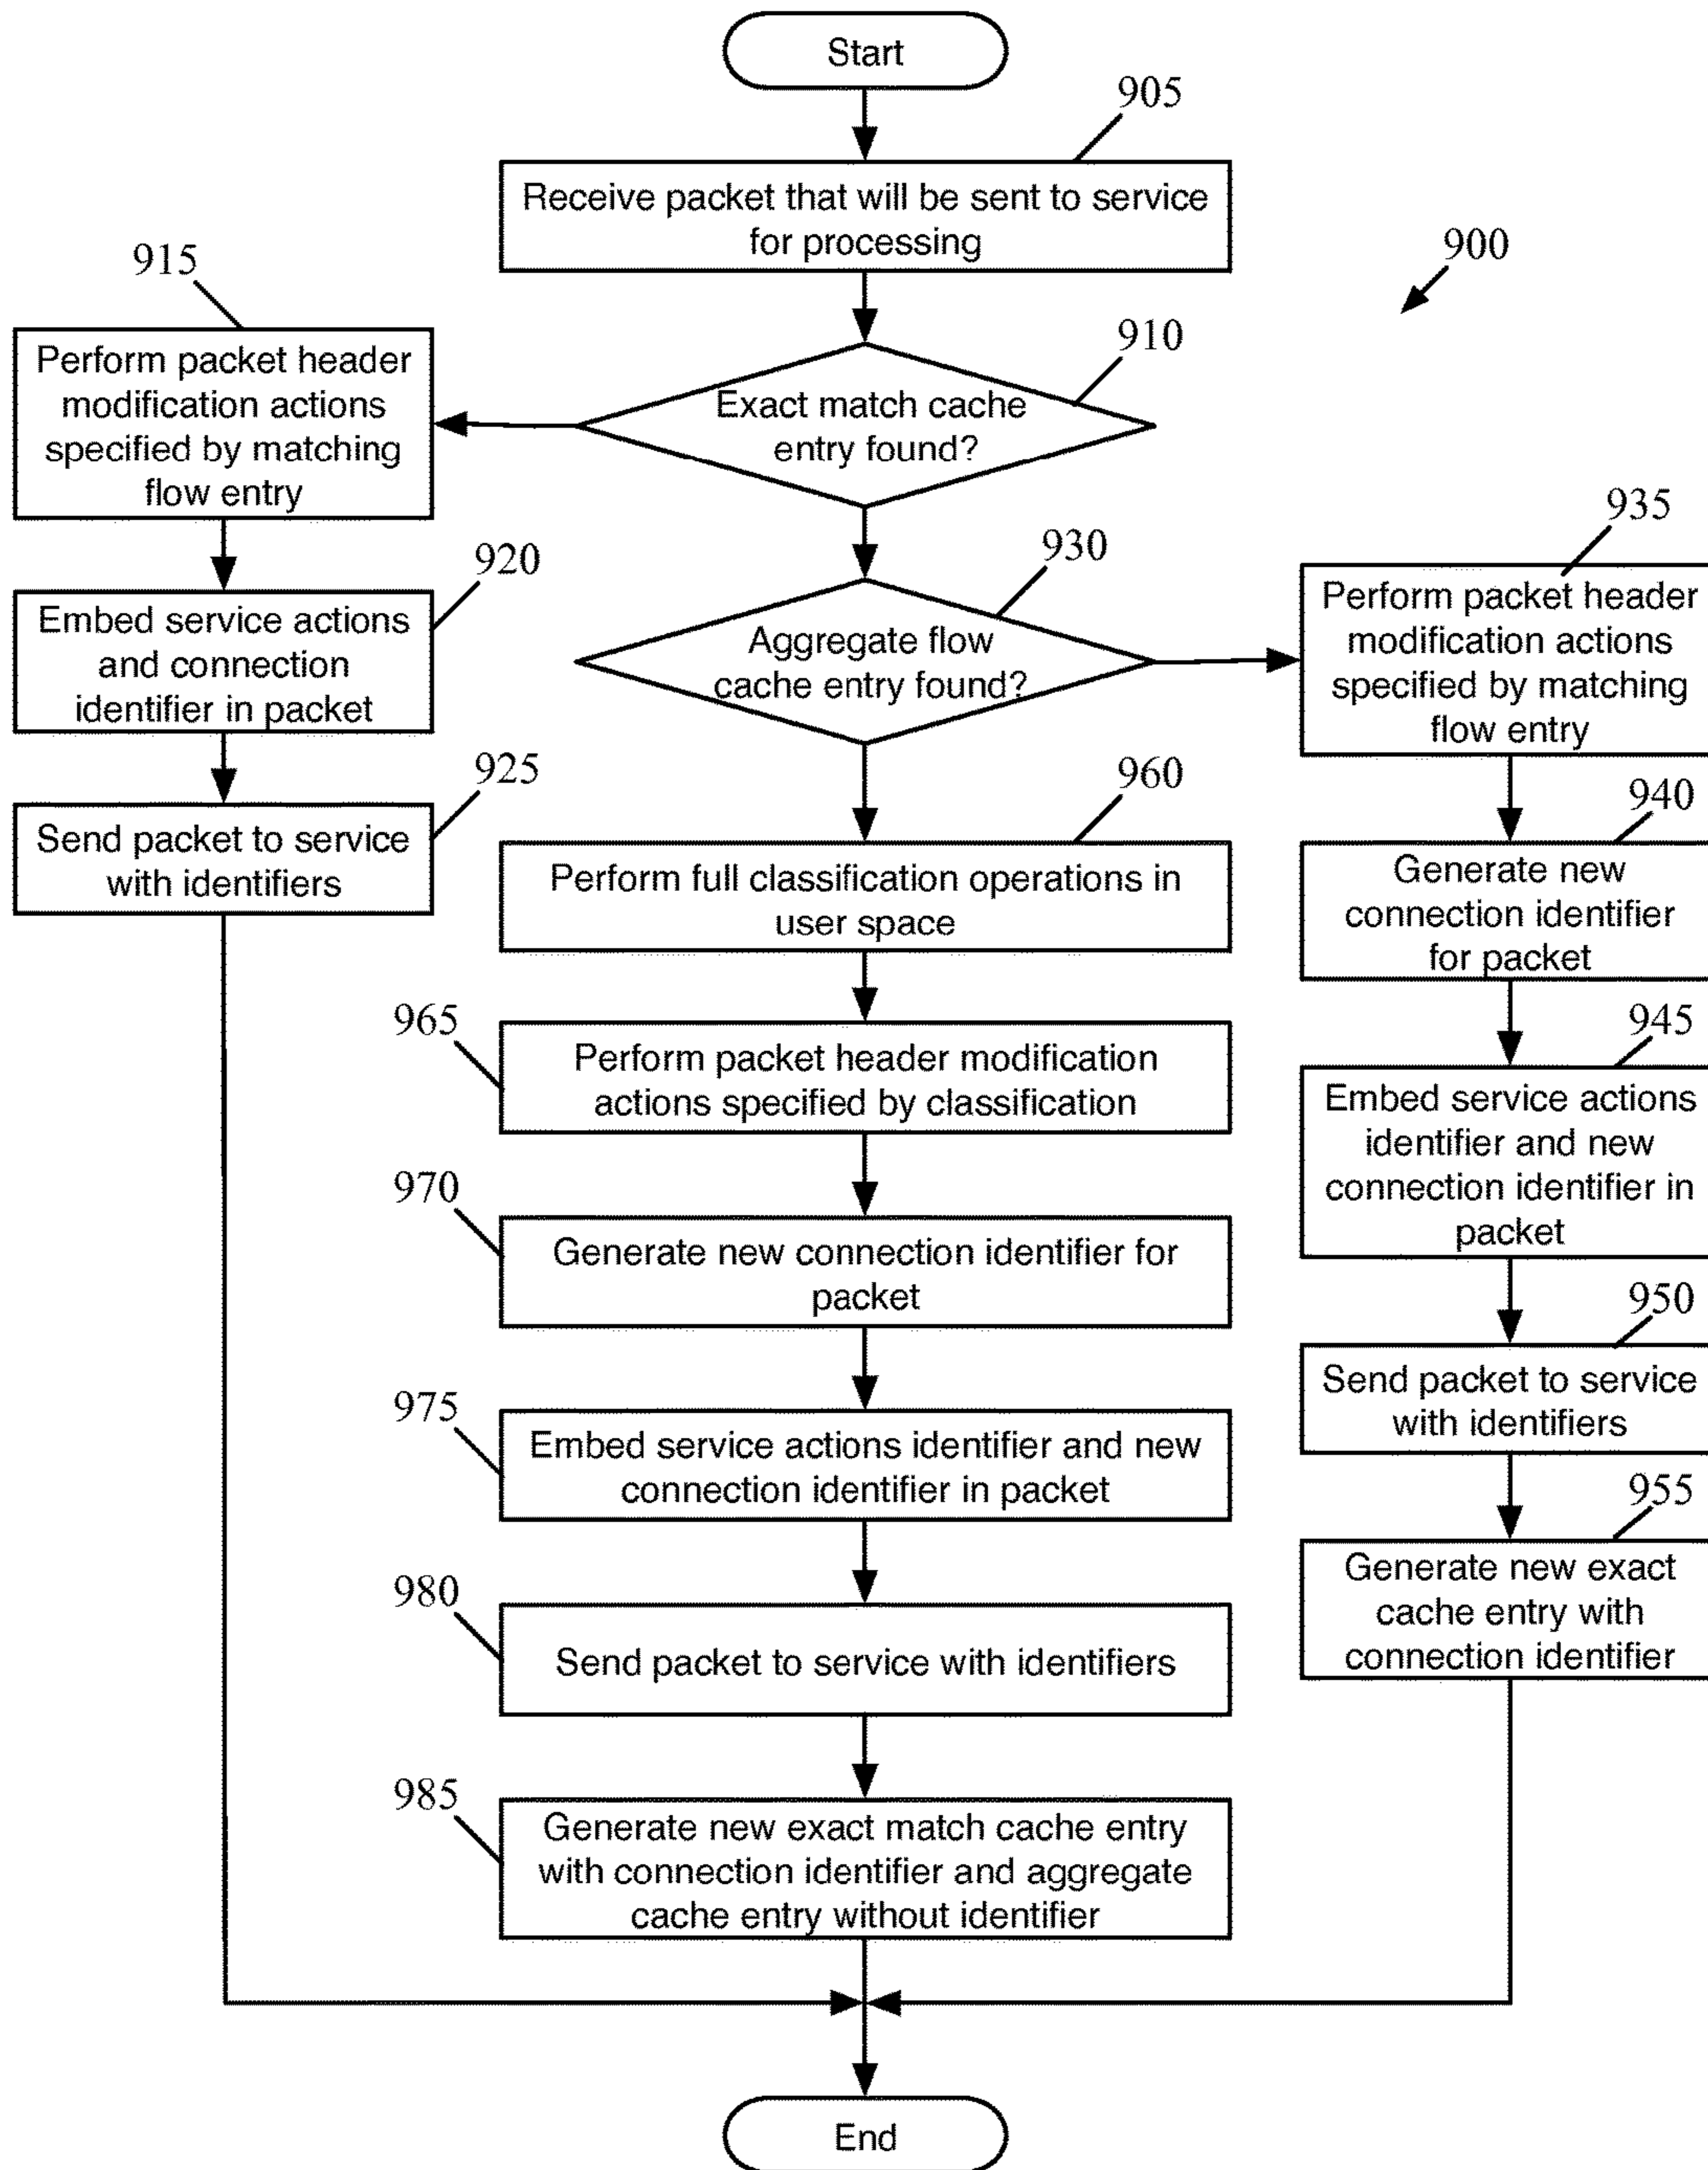 Start
905
Receive packet that will be sent to service
for processing
915
900
Perform packet header
modification actions
specified by matching
flow entry
910
Exact match cache
entry found?
920
Embed service actions
and connection
identifier in packet
930
Aggregate flow
cache entry found?
935
Perform packet header
modification actions
specified by matching
flow entry
925
Send packet to service
with identifiers
960
Perform full classification operations in
user space
940
Generate new
connection identifier
for packet
965
Perform packet header modification
actions specified by classification
945
Embed service actions
identifier and new
connection identifier in
packet
970
Generate new connection identifier for
packet
950
Send packet to service
with identifiers
975
Embed service actions identifier and new
connection identifier in packet
955
Generate new exact
cache entry with
connection identifier
980
Send packet to service with identifiers
985
Generate new exact match cache entry
with connection identifier and aggregate
cache entry without identifier
End